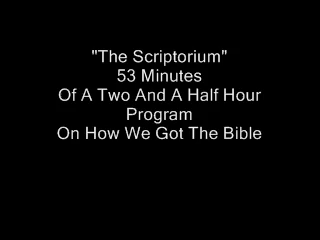 "The Scriptorium"
53 Minutes
Of A Two And A Half Hour
Program
On How We Got The Bible